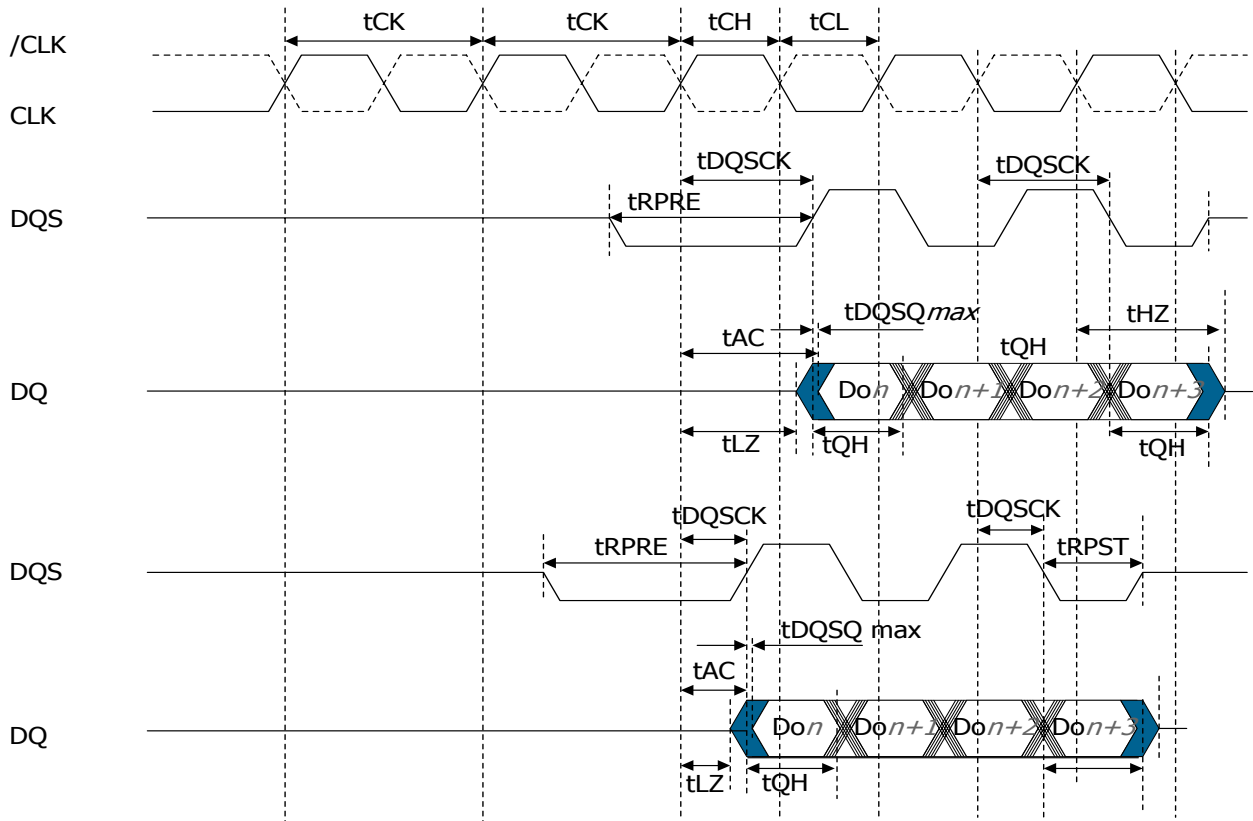 tCK tCK tCH tCL
/CLK
CLK
tDQSCK tDQSCK
tRPRE
DQS
tDQSQmax
tHZ
tAC
tQH
DQ
Don Don+1 Don+2 Don+3
tLZ tQH tQH
tDQSCK tDQSCK
tRPRE tRPST
DQS
tDQSQ max
tAC
DQ
Don Don+1 Don+2 Don+3
tLZ tQH